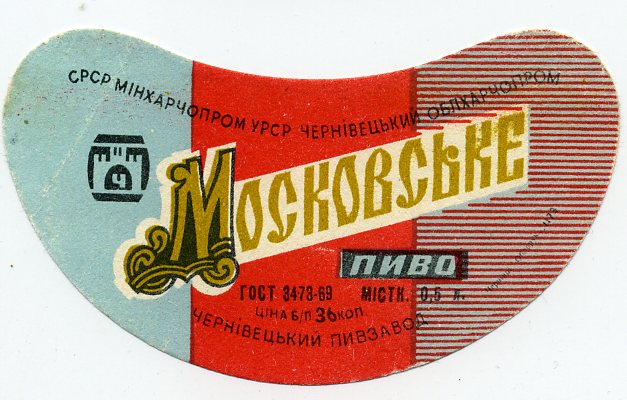 СРСР МІНХАРЧОПРОМ УРСР ЧЕРНІВЕЦЬКИЙ ОБЛХАРЧОПРОМ
Ч
МОСКОВСЬКЕ
ПИВО
ГОСТ 3473-69 МІСТК. 0,5 л.
ЦІНА Б/П 36 КОП.
ЧЕРНІВЕЦЬКИЙ ПИВЗАВОД